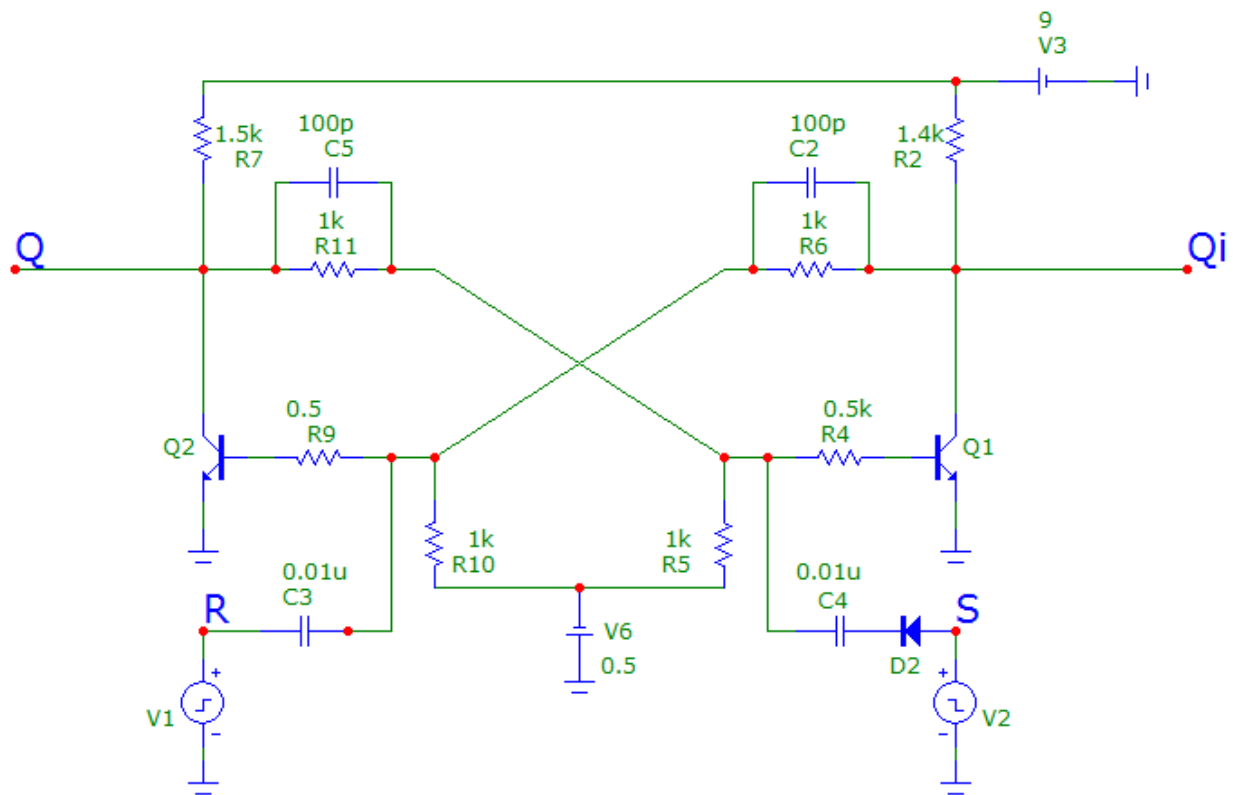 9
V3
100p
C5
100p
C2
1.5k
R7
1.4k
R2
Q
1k
R11
1k
R6
Qi
0.5
R9
0.5k
R4
Q2
Q1
1k
R10
1k
R5
0.01u
C3
0.01u
C4
R
S
V6
0.5
D2
V1
+
-
V2
+
-